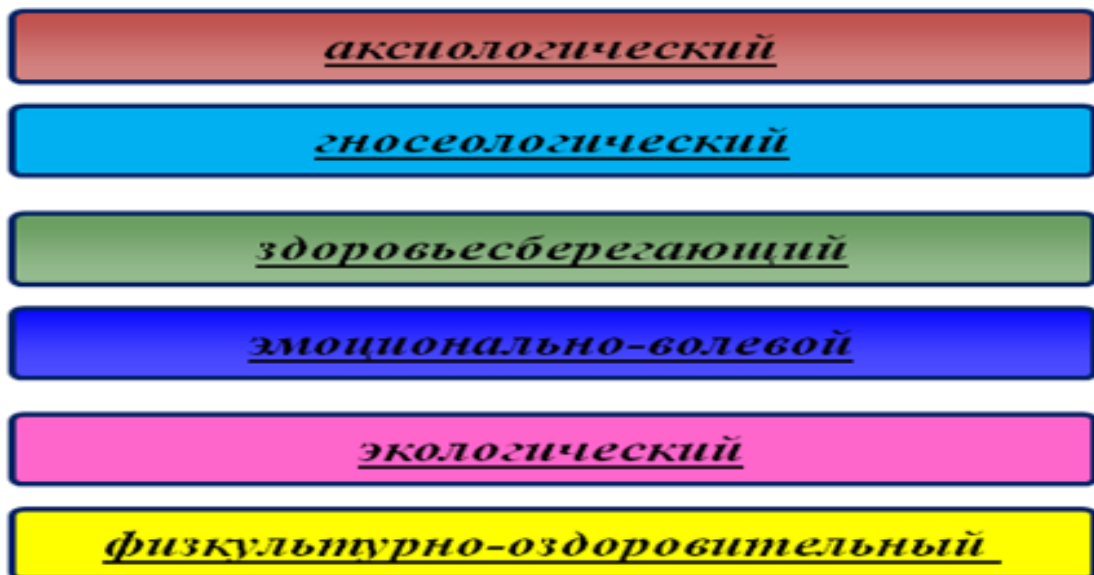 аксиологический
гносеологический
здоровьесберегающий
эмоционально-волевой
экологический
физкультурно-оздоровительный